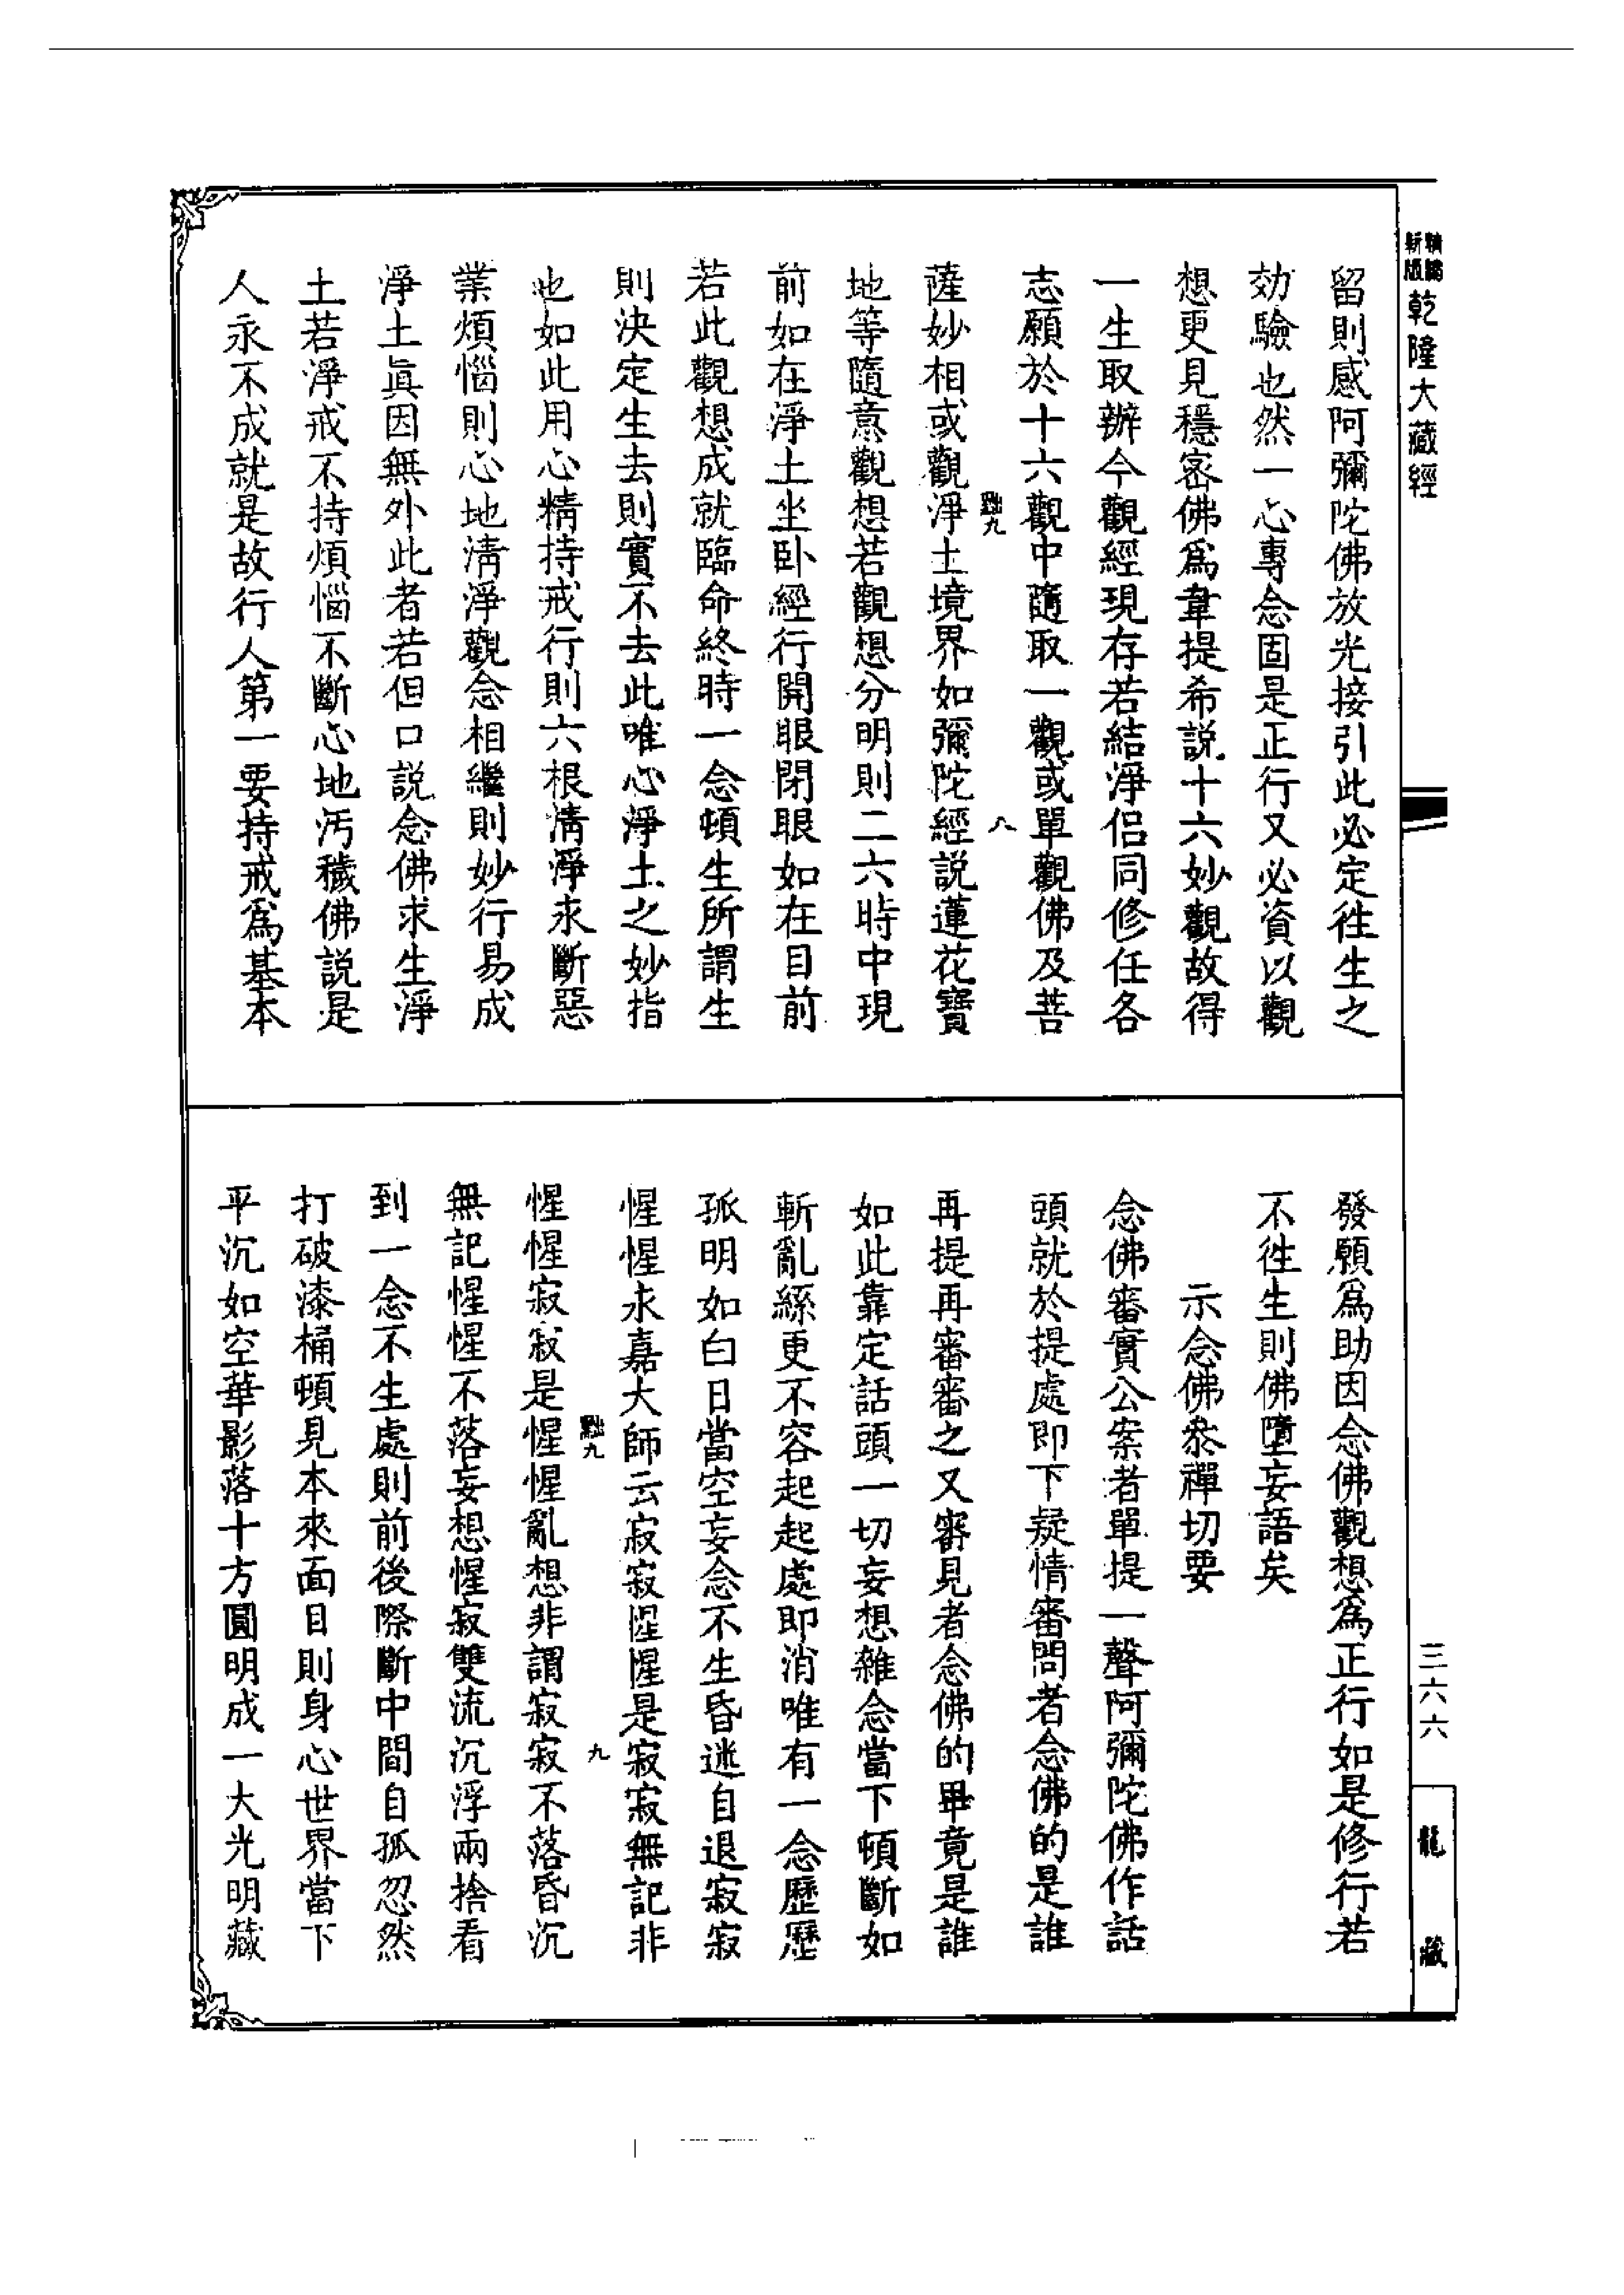 新編
縮版
乾隆大藏經
留則感阿彌陀佛放光接引此必定徃生之
効驗也然一心專念固是正行又必資以觀
想更見穩密佛爲韋提希説十六妙觀故得
一生取辦今觀經現存若結淨侣同修任各
志願於十六觀中隨取一觀或單觀佛及菩
薩妙相或觀淨土境界如彌陀經説蓮花寶
地等隨意觀想若觀想分明則二六時中現
前如在淨土坐卧經行開眼閉眼如在目前
若此觀想成就臨命終時一念頓生所謂生
則決定生去則實不去此唯心淨土之妙指
也如此用心精持戒行則六根清淨永斷惡
業煩惱則心地清淨觀念相繼則妙行易成
淨土眞因無外此者若但口説念佛求生淨
土若淨戒不持煩惱不斷心地汚穢佛説是
人永不成就是故行人第一要持戒爲基本
發願爲助因念佛觀想爲正行如是修行若
不徃生則佛墮妄語矣
示念佛叅禪切要
念佛審實公案者單提一聲阿彌陀佛作話
頭就於提處即下疑情審問者念佛的是誰
再提再審審之又審見者念佛的畢竟是誰
如此靠定話頭一切妄想雜念當下頓斷如
斬亂絲更不容起起處即消唯有一念歷歷
孤明如白日當空妄念不生昏迷自退寂寂
惺惺永嘉大師云寂寂惺惺是寂寂無記非
惺惺寂寂是惺惺亂想非謂寂寂不落昏沉
無記惺惺不落妄想惺寂雙流沉浮兩捨看
到一念不生處則前後際斷中間自孤忽然
打破漆桶頓見本來面目則身心世界當下
平沉如空華影落十方圓明成一大光明藏
九
八
九
九
三六六
龍藏